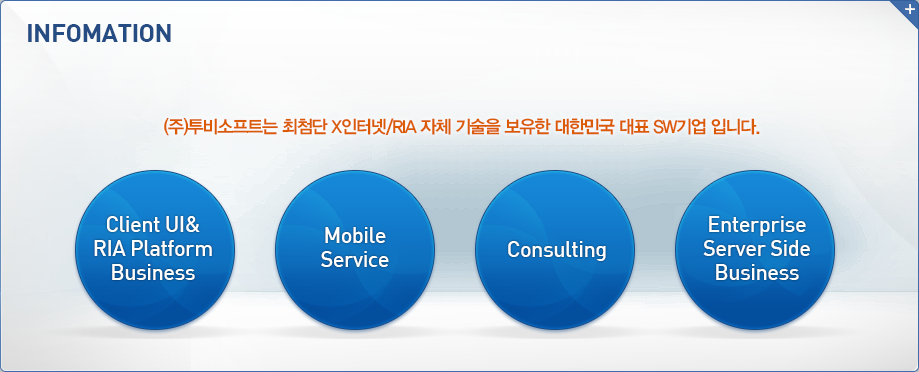 INFOMATION
(주)투비소프트는 최첨단 X인터넷/RIA 자체 기술을 보유한 대한민국 대표 SW기업 입니다.
Client UI&
RIA Platform
Business
Mobile
Service
Consulting
Enterprise
Server Side
Business